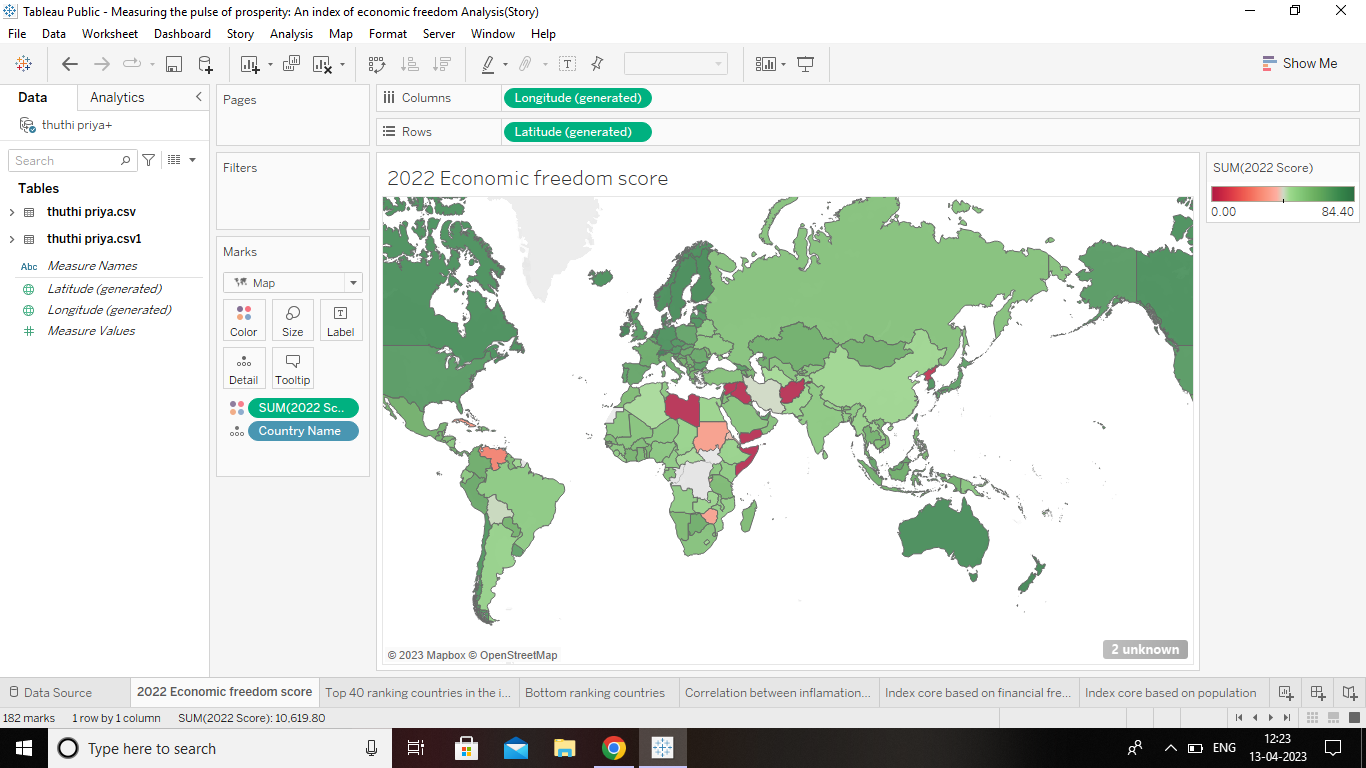 Tableau Public - Measuring the pulse of prosperity: An index of economic freedom Analysis(Story)
File Data Worksheet Dashboard Story Analysis Map Format Server Window Help
Show Me
Data Analytics
thuthi priya+
Search
Tables
thuthi priya.csv
thuthi priya.csv1
Abc Measure Names
Latitude (generated)
Longitude (generated)
Measure Values
Pages
Filters
Marks
Map
Color Size Label
Detail Tooltip
SUM(2022 Sc..
Country Name
Columns Longitude (generated)
Rows Latitude (generated)
2022 Economic freedom score
© 2023 Mapbox © OpenStreetMap
2 unknown
SUM(2022 Score)
0.00 84.40
Data Source 2022 Economic freedom score Top 40 ranking countries in the i... Bottom ranking countries Correlation between inflamation... Index core based on financial fre... Index core based on population
182 marks 1 row by 1 column SUM(2022 Score): 10,619.80
Type here to search
ENG
12:23
13-04-2023